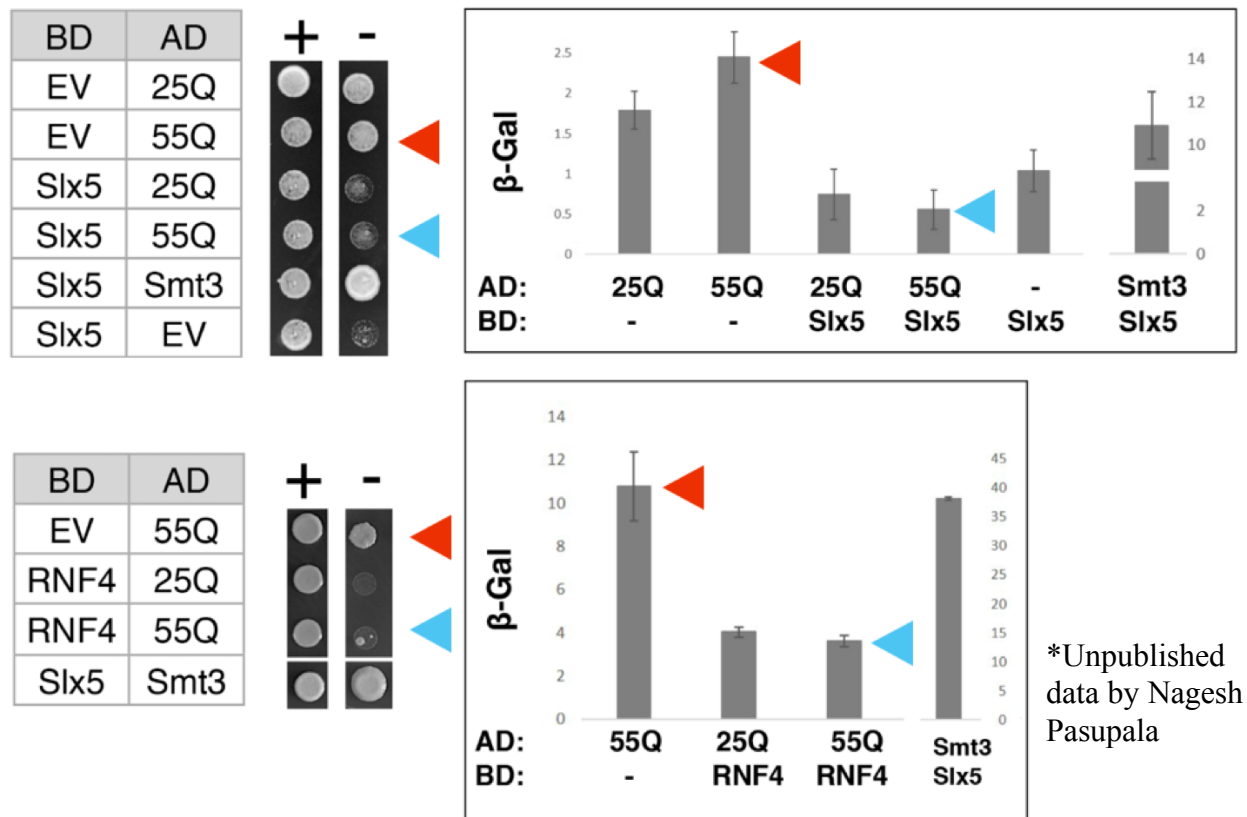 BD AD
EV 25Q
EV 55Q
Slx5 25Q
Slx5 55Q
Slx5 Smt3
Slx5 EV
+ -
β-Gal
2.5
2
1.5
1
0.5
0
14
12
10
2
0
AD: 25Q 55Q 25Q 55Q - Smt3
BD: - - Slx5 Slx5 Slx5 Slx5
BD AD
EV 55Q
RNF4 25Q
RNF4 55Q
Slx5 Smt3
+ -
β-Gal
14
12
10
8
6
4
2
0
45
40
35
30
25
20
15
10
5
0
AD: 55Q 25Q 55Q Smt3
BD: - RNF4 RNF4 Slx5
*Unpublished
data by Nagesh
Pasupala